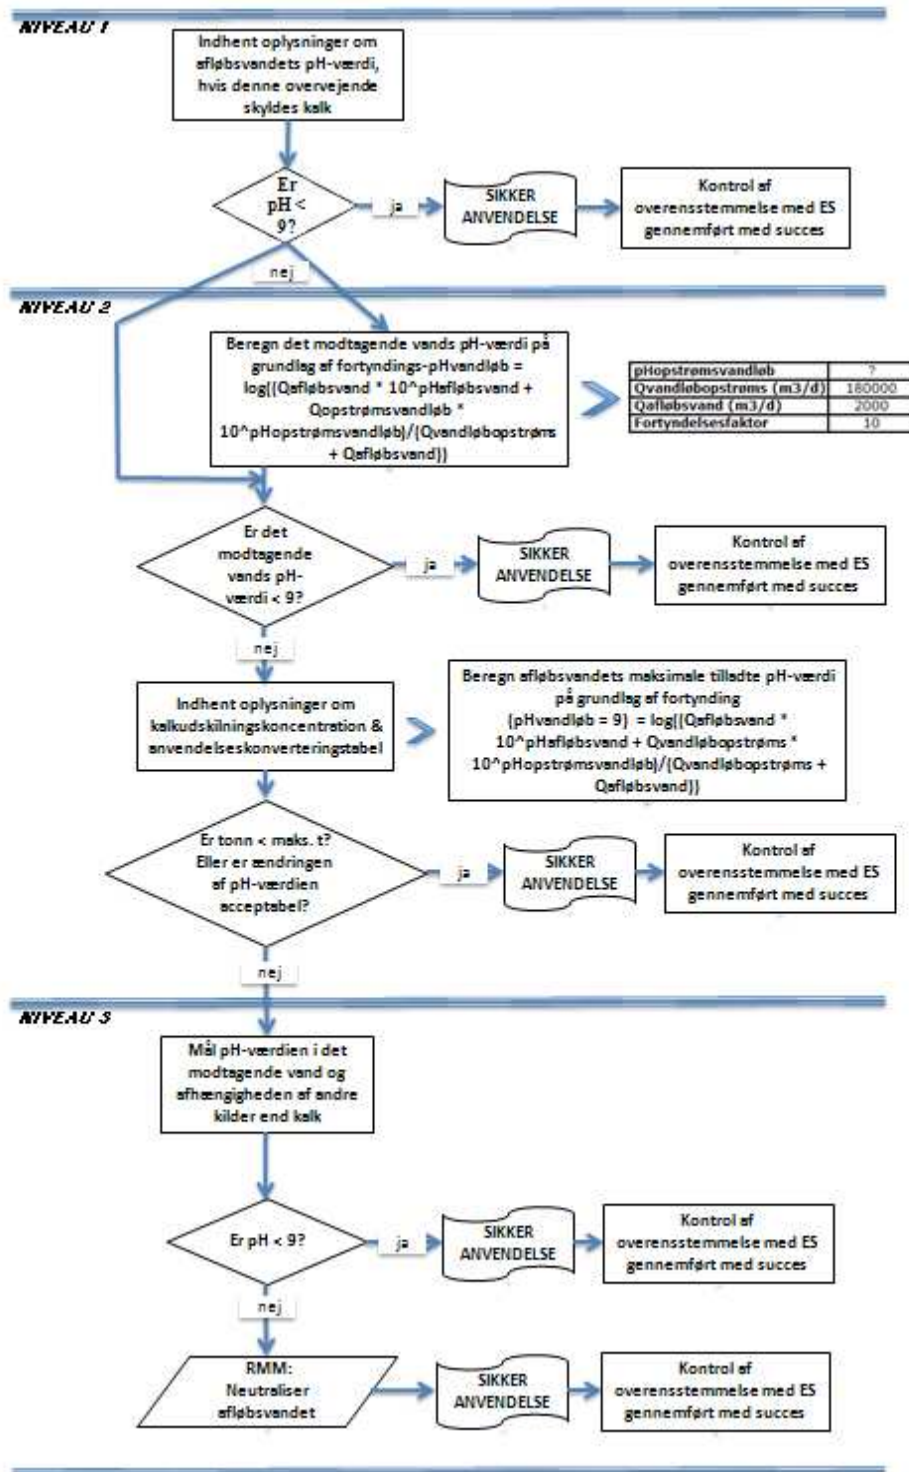 NIVEAU 1
Indhent oplysninger om
afløbsvandets pH-værdi,
hvis denne overvejende
skyldes kalk
Er
pH <
9?
ja
SIKKER
ANVENDELSE
Kontrol af
overensstemmelse med ES
gennemført med succes
nej
NIVEAU 2
Beregn det modtagende vands pH-værdi på
grundlag af fortyndings-pHvandløb =
log((Qafløbsvand * 10^pHafløbsvand +
Qopstrømsvandløb *
10^pHopstrømsvandløb)/(Qvandløbopstrøms
+ Qafløbsvand))
pHopstrømsvandløb ?
Qvandløbopstrøms (m3/d) 180000
Qafløbsvand (m3/d) 2000
Fortyndelsesfaktor 10
Er det
modtagende
vands pH-
værdi < 9?
ja
SIKKER
ANVENDELSE
Kontrol af
overensstemmelse med ES
gennemført med succes
nej
Indhent oplysninger om
kalkudskilningskoncentration &
anvendelseskonverteringstabel
Beregn afløbsvandets maksimale tilladte pH-værdi
på grundlag af fortynding
(pHvandløb = 9) = log((Qafløbsvand *
10^pHafløbsvand + Qvandløbopstrøms *
10^pHopstrømsvandløb)/(Qvandløbopstrøms +
Qafløbsvand))
Er tonn < maks. t?
Eller er ændringen
af pH-værdien
acceptabel?
ja
SIKKER
ANVENDELSE
Kontrol af
overensstemmelse med ES
gennemført med succes
nej
NIVEAU 3
Mål pH-værdien i det
modtagende vand og
afhængigheden af andre
kilder end kalk
Er pH < 9?
ja
SIKKER
ANVENDELSE
Kontrol af
overensstemmelse med ES
gennemført med succes
nej
RMM:
Neutraliser
afløbsvandet
SIKKER
ANVENDELSE
Kontrol af
overensstemmelse med ES
gennemført med succes